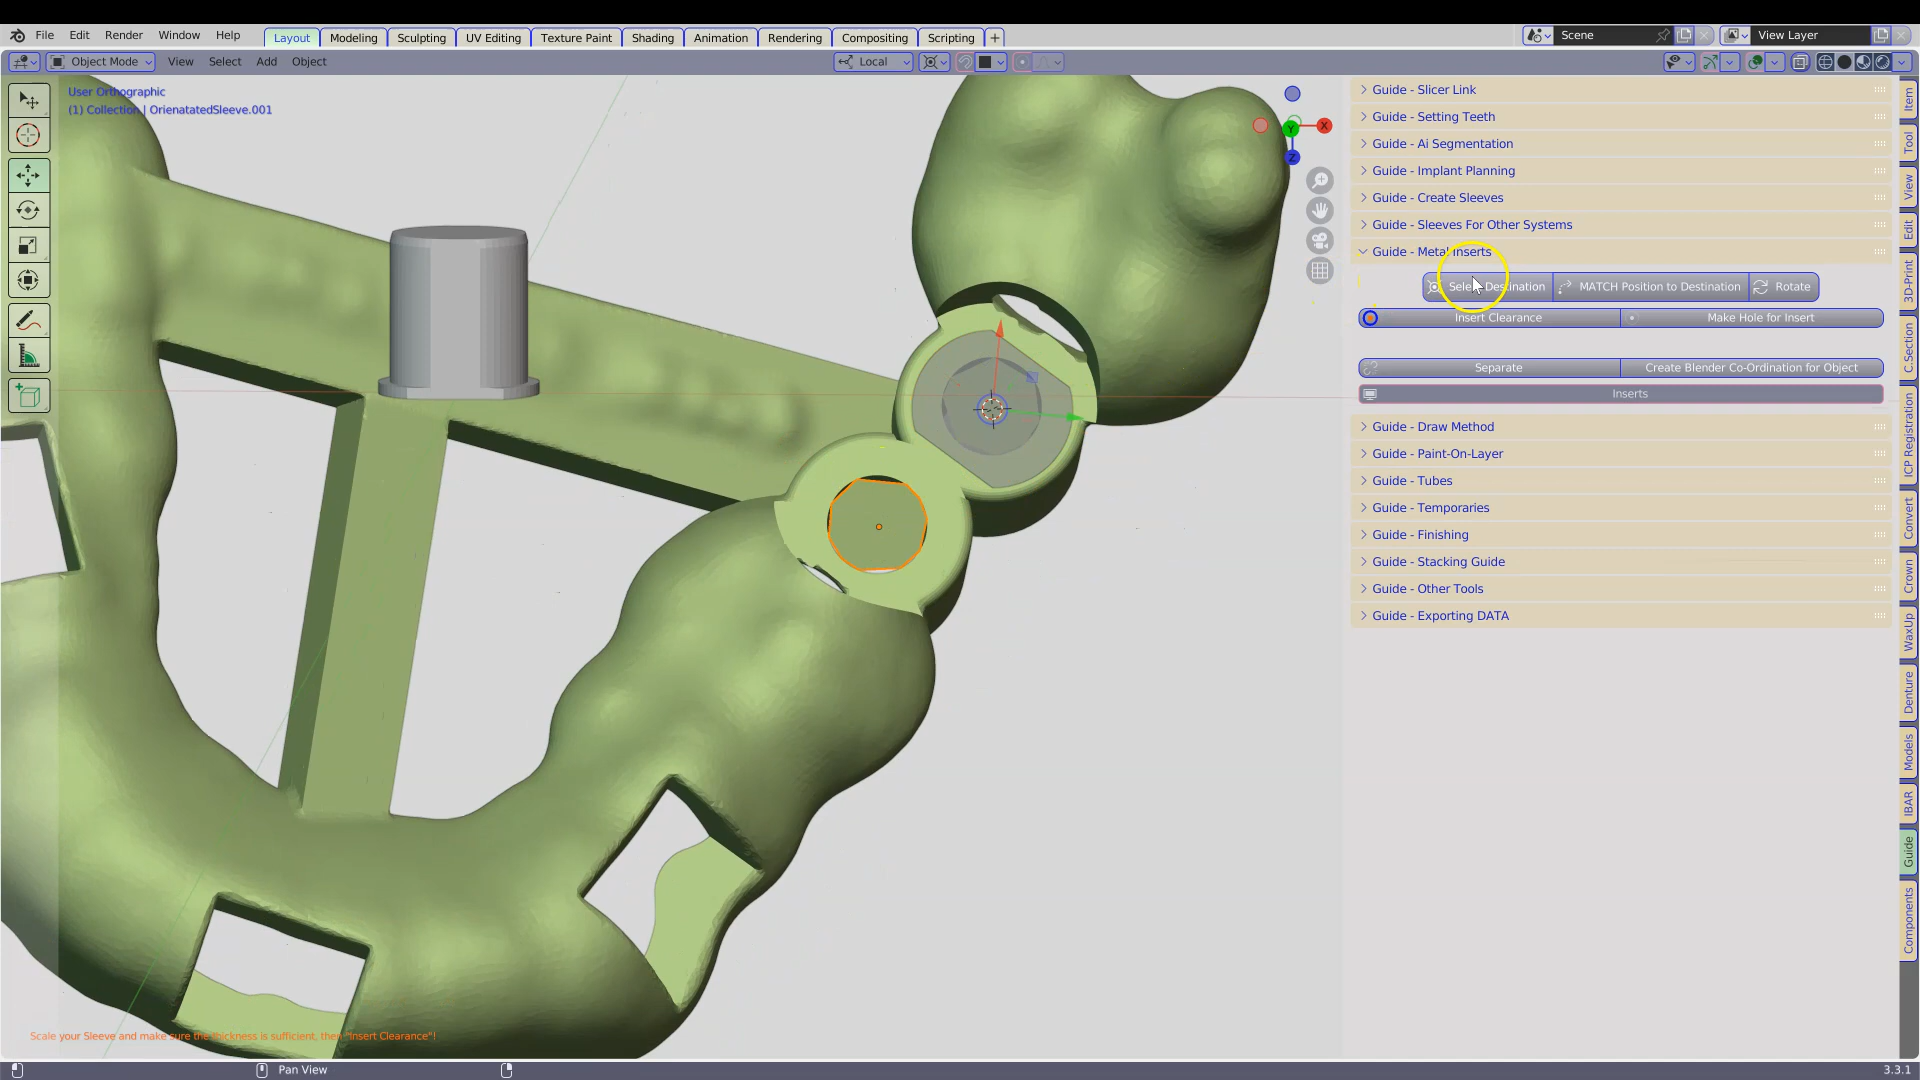 File Edit Render Window Help Layout Modeling Sculpting UV Editing Texture Paint Shading Animation Rendering Compositing Scripting + Scene View Layer
Object Mode View Select Add Object Local
User Orthographic
(1) Collection | OrienatatedSleeve.001
X
Y
Z
Guide - Slicer Link
Guide - Setting Teeth
Guide - Ai Segmentation
Guide - Implant Planning
Guide - Create Sleeves
Guide - Sleeves For Other Systems
Guide - Metal Inserts
Select Destination MATCH Position to Destination Rotate
Insert Clearance Make Hole for Insert
Separate Create Blender Co-Ordination for Object
Inserts
Guide - Draw Method
Guide - Paint-On-Layer
Guide - Tubes
Guide - Temporaries
Guide - Finishing
Guide - Stacking Guide
Guide - Other Tools
Guide - Exporting DATA
Item
Tool
View
Edit
3D-Print
C.Section
ICP Registration
Convert
Crown
WaxUp
Denture
Models
IBAR
Guide
Components
Scale your Sleeve and make sure the thickness is sufficient, then "Insert Clearance"!
Pan View 3.3.1